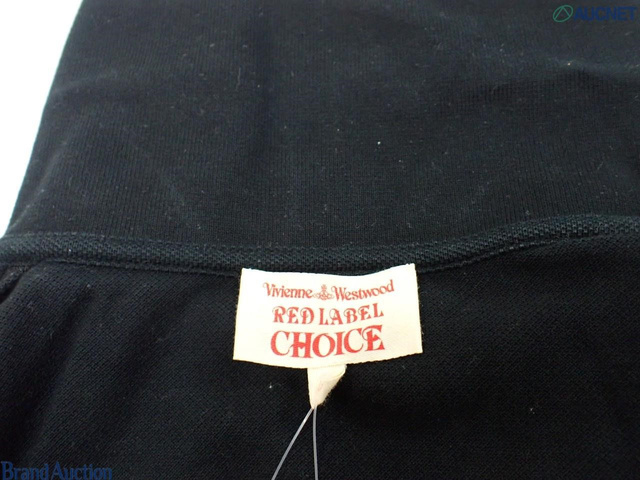 AUCNET
Vivienne Westwood
RED LABEL
CHOICE
Brand Auction